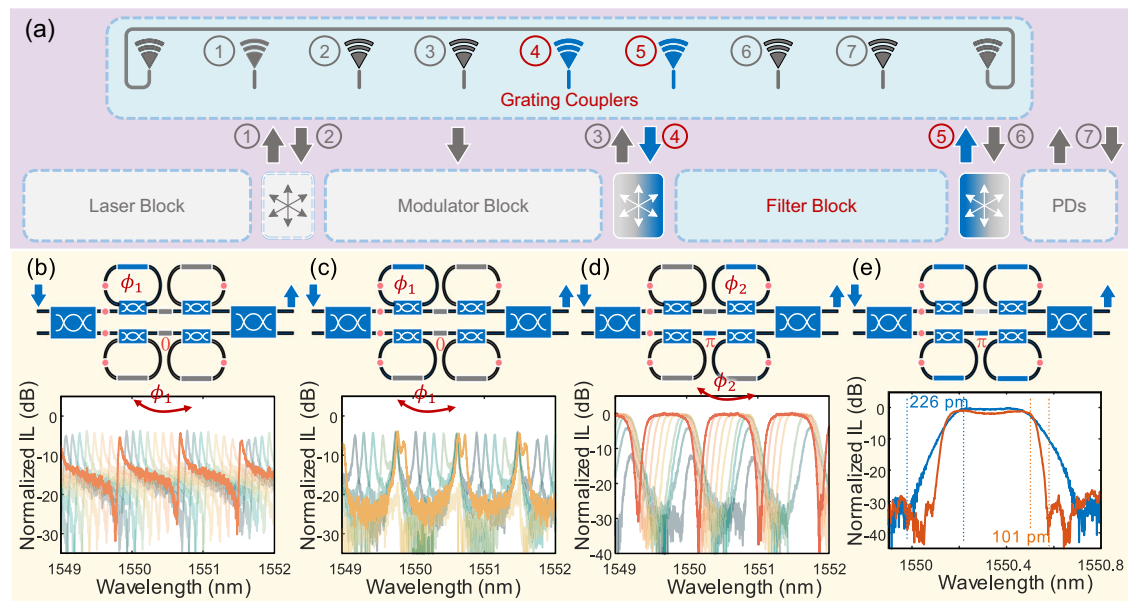 (a)
① ② ③ ④ ⑤ ⑥ ⑦
Grating Couplers
① ② ③ ④ ⑤ ⑥ ⑦
Laser Block
Modulator Block
Filter Block
PDs
(b)
ϕ1
0
ϕ1
Normalized IL (dB)
0
-10
-20
-30
1549 1550 1551 1552
Wavelength (nm)
(c)
ϕ1
0
ϕ1
Normalized IL (dB)
0
-10
-20
-30
1549 1550 1551 1552
Wavelength (nm)
(d)
ϕ2
π
ϕ2
Normalized IL (dB)
0
-10
-20
-30
-40
1549 1550 1551 1552
Wavelength (nm)
(e)
π
Normalized IL (dB)
0
-10
-20
-30
-40
226 pm
101 pm
1550 1550.4 1550.8
Wavelength (nm)